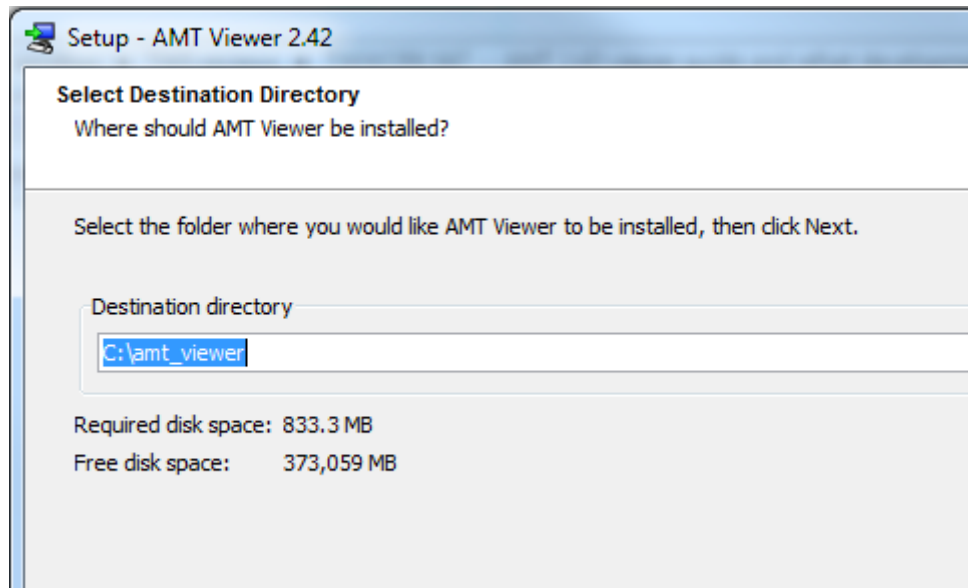 Setup - AMT Viewer 2.42
Select Destination Directory
Where should AMT Viewer be installed?
Select the folder where you would like AMT Viewer to be installed, then click Next.
Destination directory
C:\amt_viewer
Required disk space: 833.3 MB
Free disk space: 373,059 MB